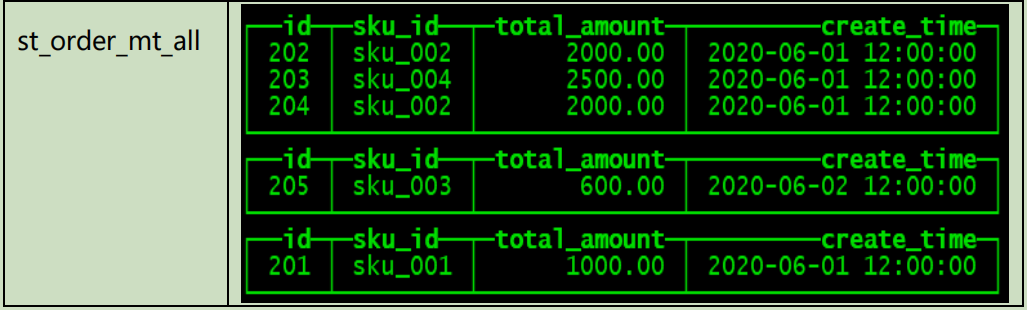 st_order_mt_all
id sku_id total_amount create_time
202 sku_002 2000.00 2020-06-01 12:00:00
203 sku_004 2500.00 2020-06-01 12:00:00
204 sku_002 2000.00 2020-06-01 12:00:00
id sku_id total_amount create_time
205 sku_003 600.00 2020-06-02 12:00:00
id sku_id total_amount create_time
201 sku_001 1000.00 2020-06-01 12:00:00